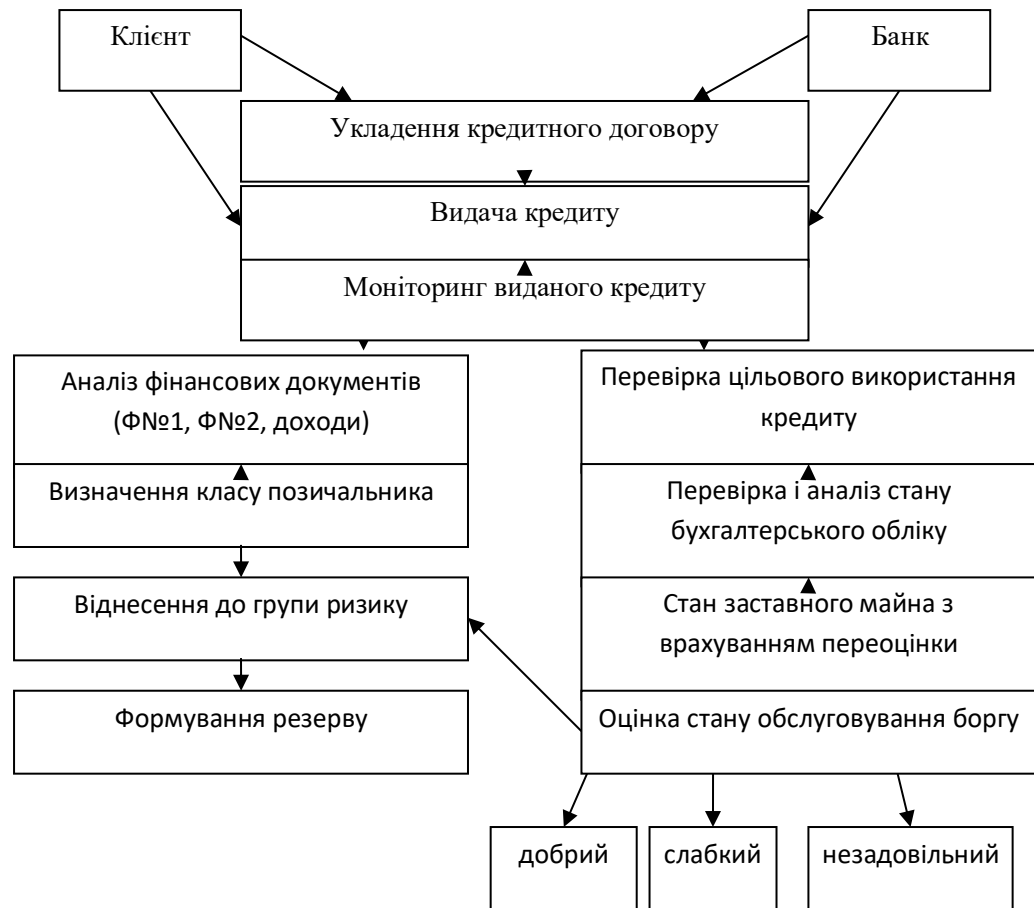 Клієнт
Банк
Укладення кредитного договору
Видача кредиту
Моніторинг виданого кредиту
Аналіз фінансових документів
(Ф№1, Ф№2, доходи)
Визначення класу позичальника
Віднесення до групи ризику
Формування резерву
Перевірка цільового використання
кредиту
Перевірка і аналіз стану
бухгалтерського обліку
Стан заставного майна з
врахуванням переоцінки
Оцінка стану обслуговування боргу
добрий
слабкий
незадовільний